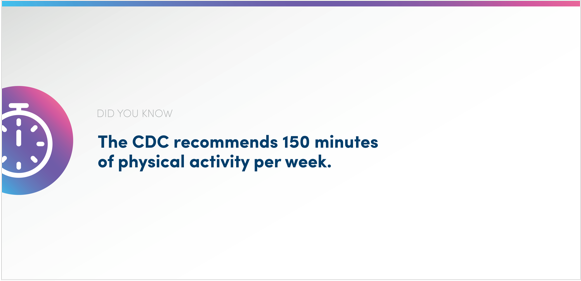 DID YOU KNOW
The CDC recommends 150 minutes
of physical activity per week.